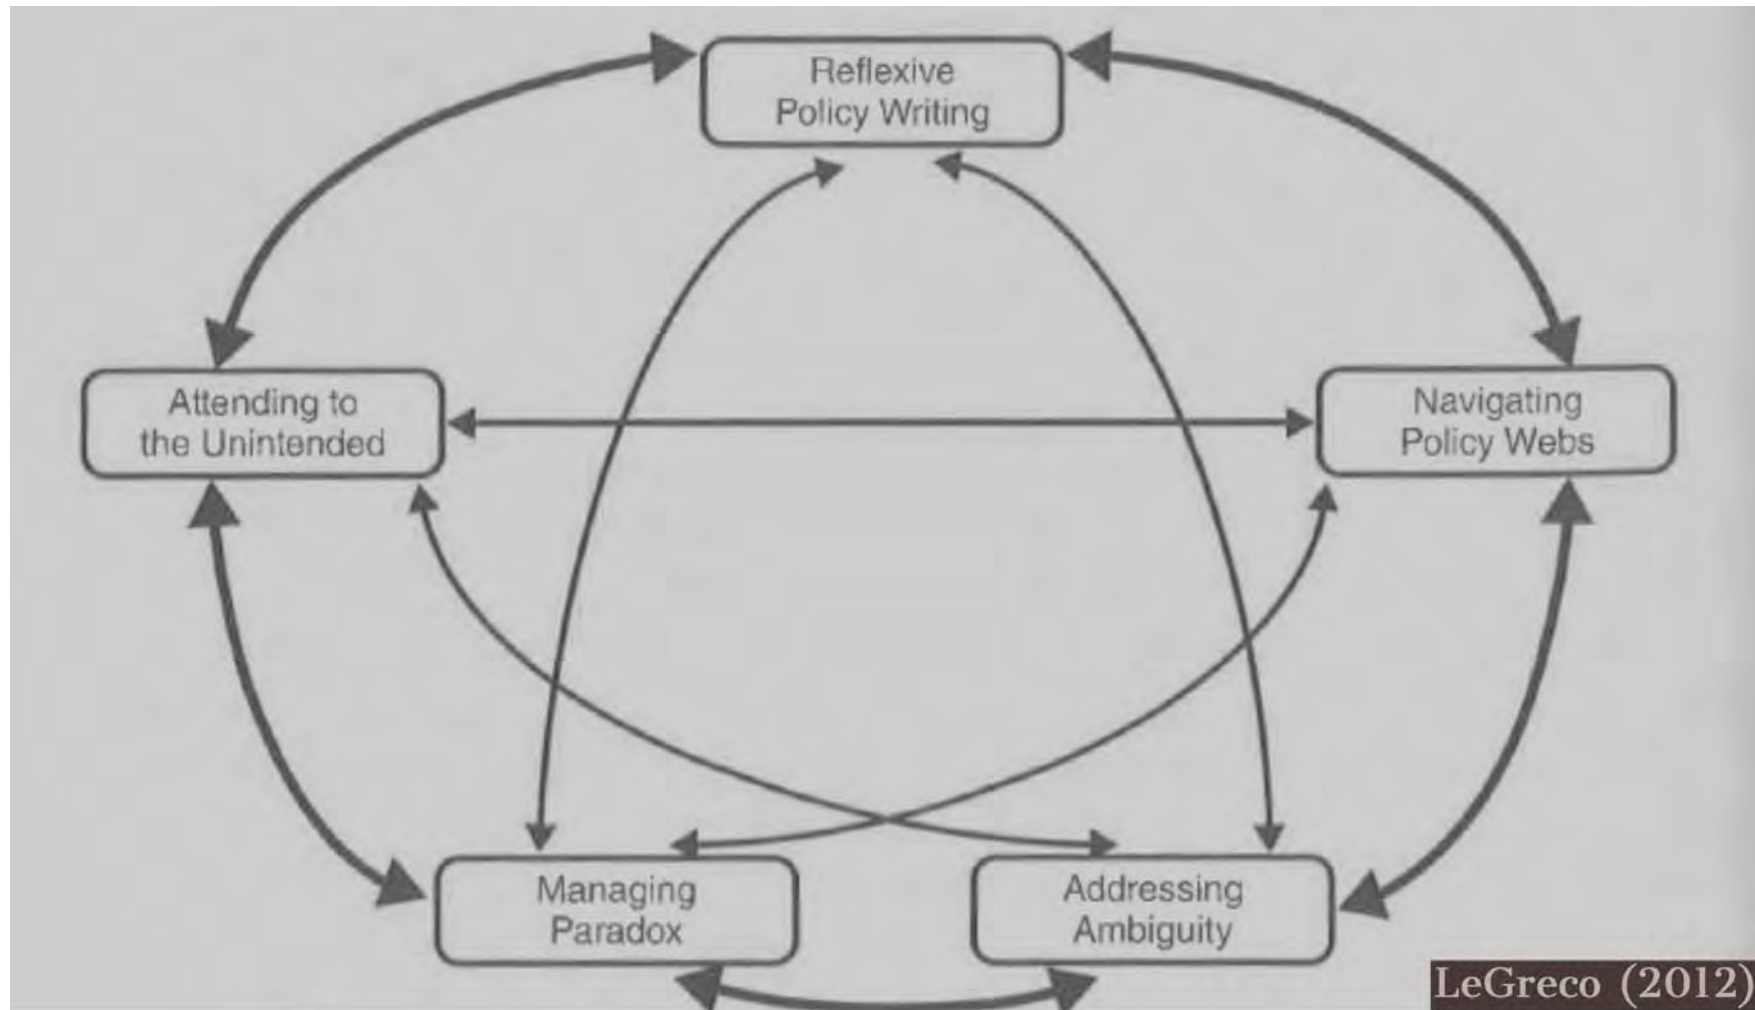 Reflexive
Policy Writing
Attending to
the Unintended
Navigating
Policy Webs
Managing
Paradox
Addressing
Ambiguity
LeGreco (2012)